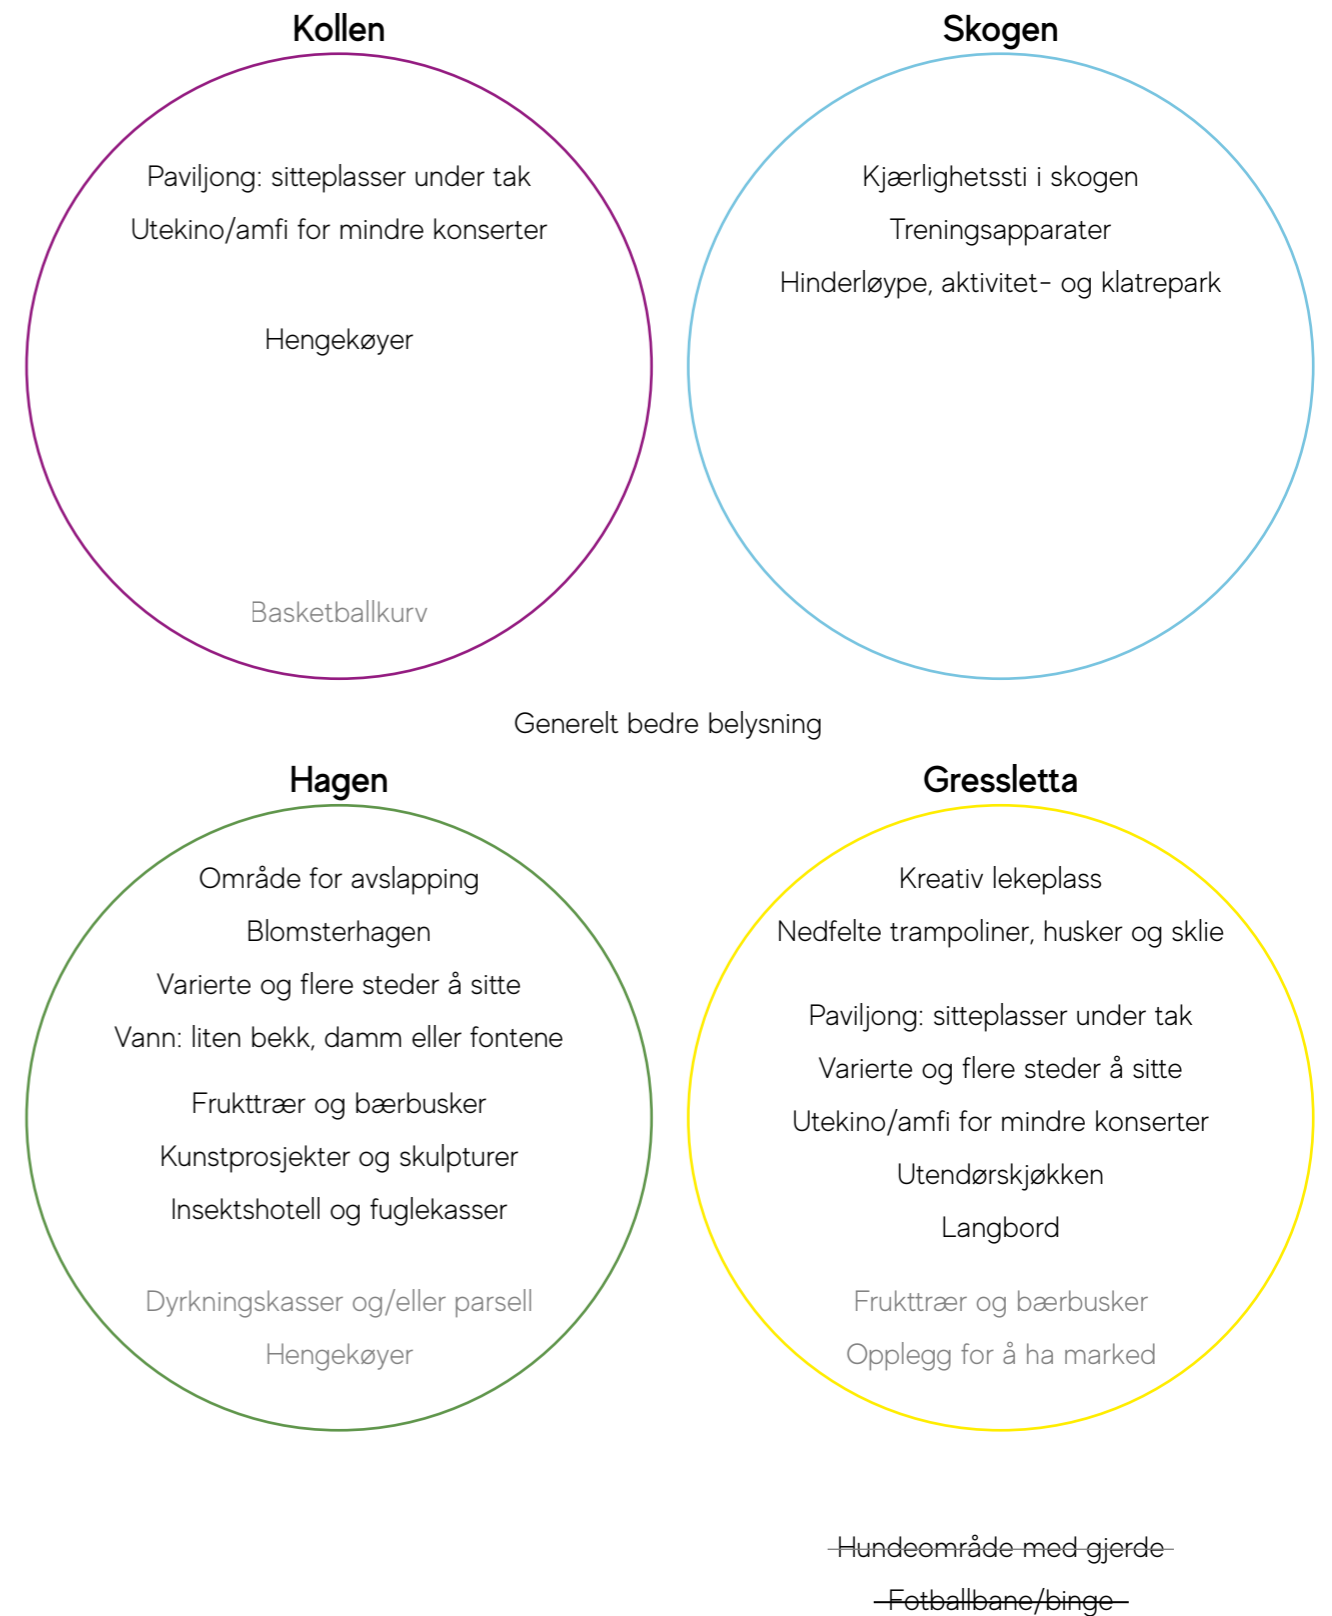 Kollen
Paviljong: sitteplasser under tak
Utekino/amfi for mindre konserter
Hengekøyer
Basketballkurv
Skogen
Kjærlighetssti i skogen
Treningsapparater
Hinderløype, aktivitet- og klatrepark
Generelt bedre belysning
Hagen
Område for avslapping
Blomsterhagen
Varierte og flere steder å sitte
Vann: liten bekk, damm eller fontene
Frukttrær og bærbusker
Kunstprosjekter og skulpturer
Insektshotell og fuglekasser
Dyrkningskasser og/eller parsell
Hengekøyer
Gressletta
Kreativ lekeplass
Nedfelte trampoliner, husker og sklie
Paviljong: sitteplasser under tak
Varierte og flere steder å sitte
Utekino/amfi for mindre konserter
Utendørskjøkken
Langbord
Frukttrær og bærbusker
Opplegg for å ha marked
Hundeområde med gjerde
Fotballbane/binge